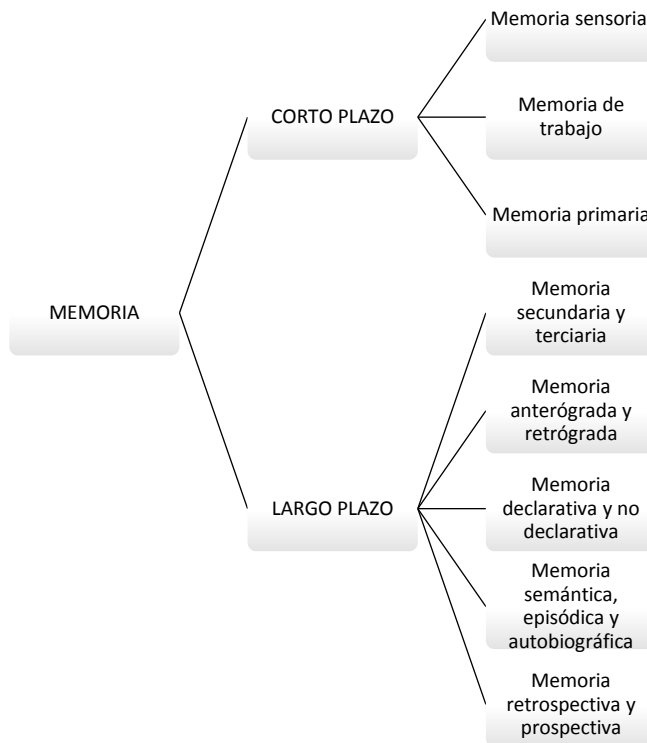 Memoria sensoria
CORTO PLAZO
Memoria de
trabajo
Memoria primaria
MEMORIA
Memoria
secundaria y
terciaria
Memoria
anterógrada y
retrógrada
LARGO PLAZO
Memoria
declarativa y no
declarativa
Memoria
semántica,
episódica y
autobiográfica
Memoria
retrospectiva y
prospectiva